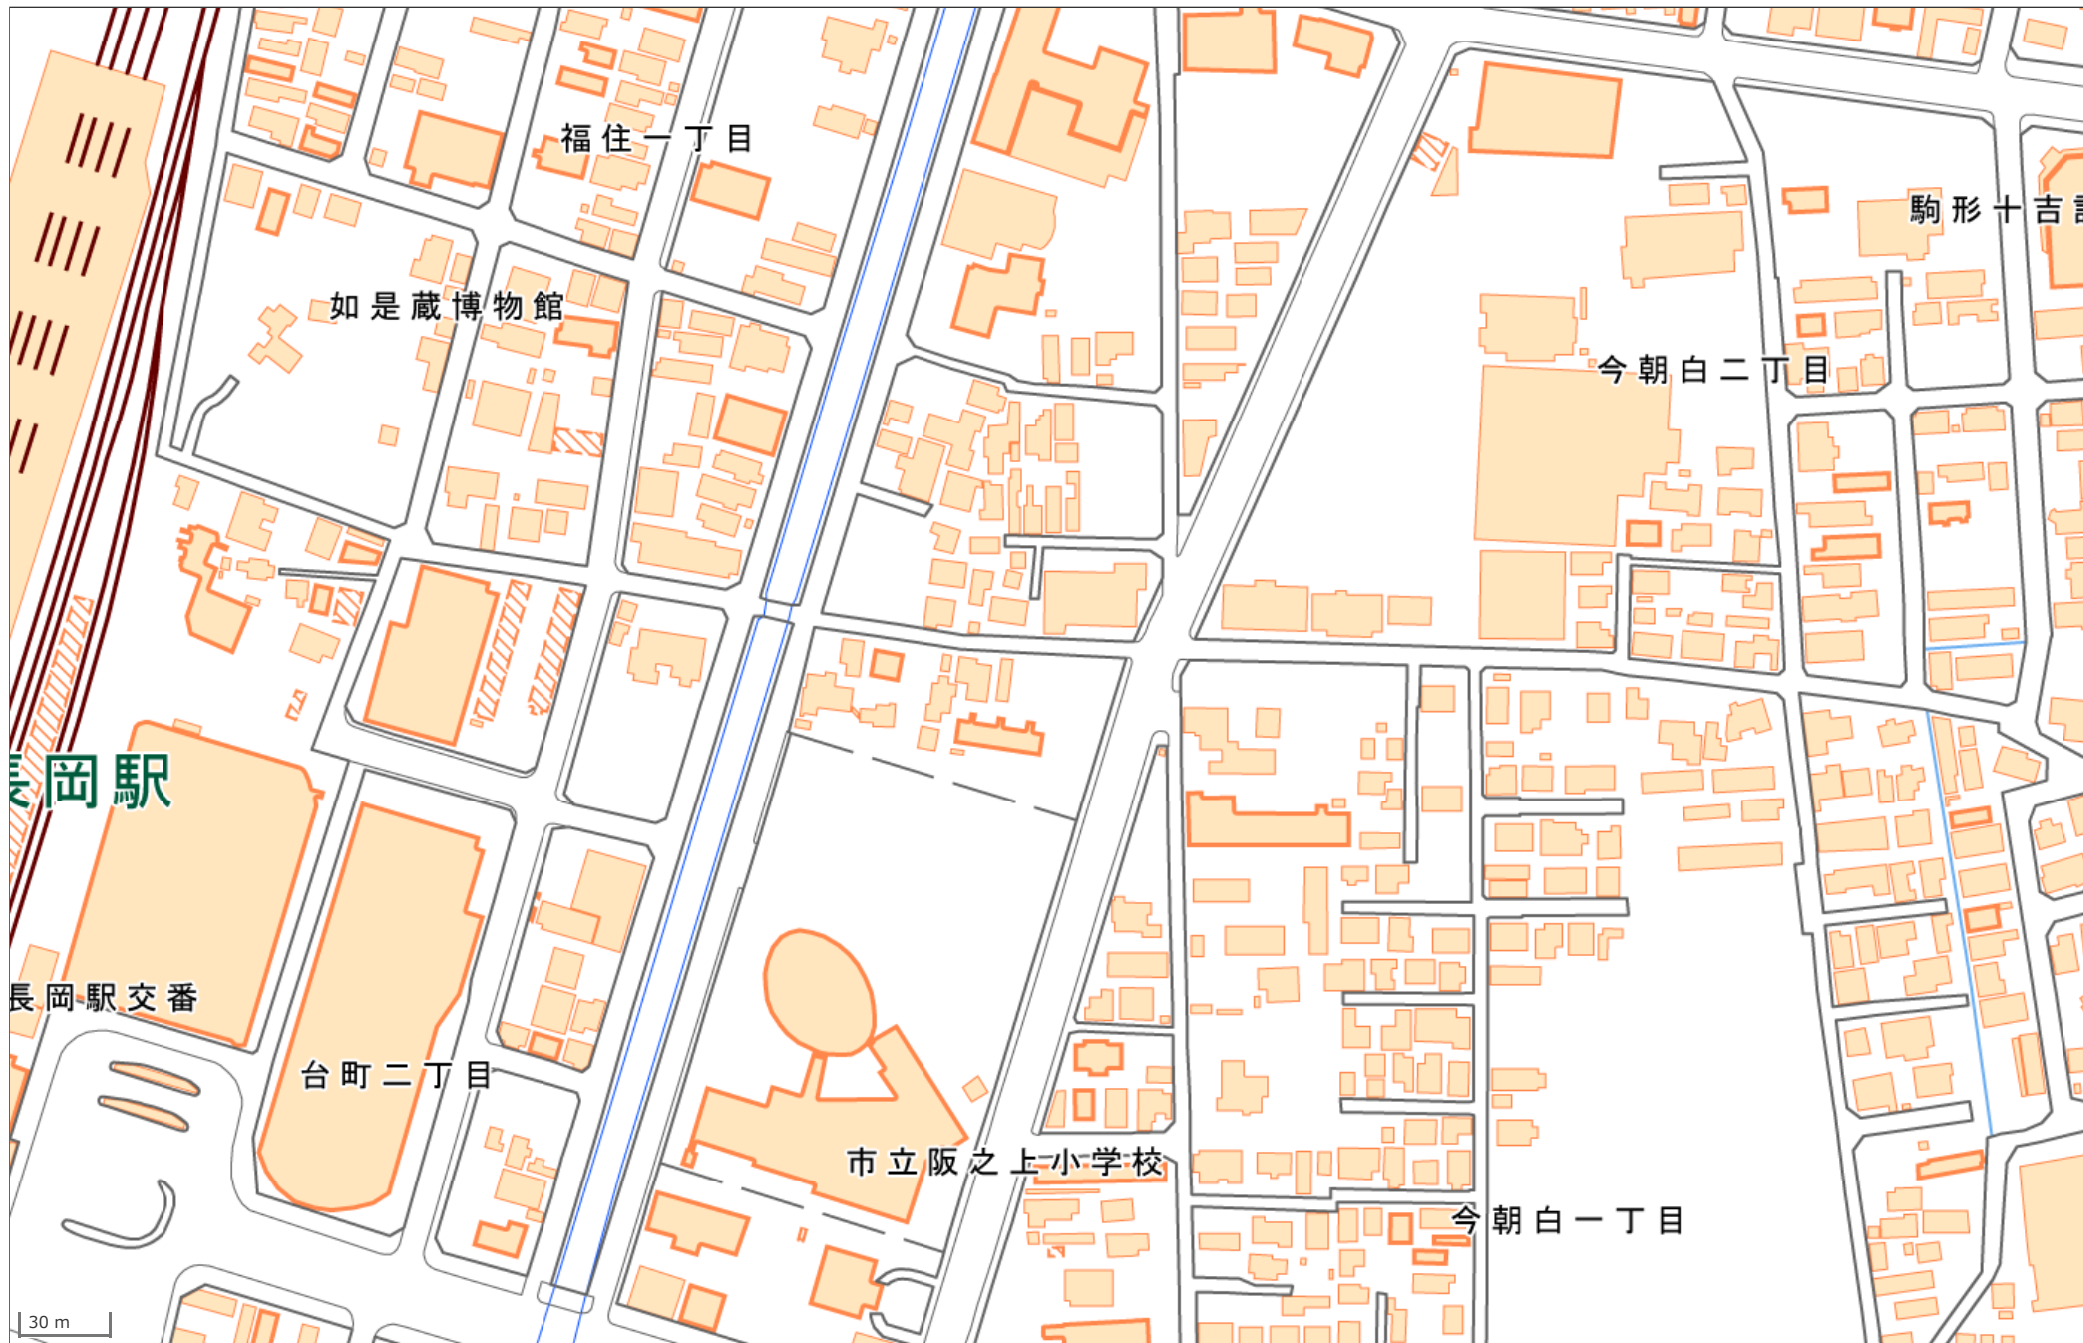 福住一丁目
駒形十吉
如是蔵博物館
今朝白二丁目
長岡駅
長岡駅交番
台町二丁目
市立阪之上小学校
今朝白一丁目
30 m